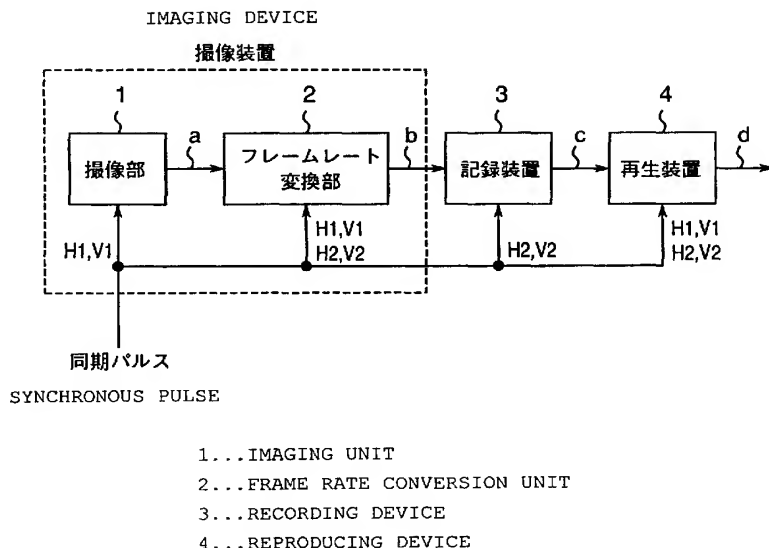 IMAGING DEVICE
撮像装置
1
2
3
4
a
b
c
d
撮像部
フレームレート
変換部
記録装置
再生装置
H1,V1
H1,V1
H2,V2
H2,V2
H1,V1
H2,V2
同期パルス
SYNCHRONOUS PULSE
1...IMAGING UNIT
2...FRAME RATE CONVERSION UNIT
3...RECORDING DEVICE
4...REPRODUCING DEVICE